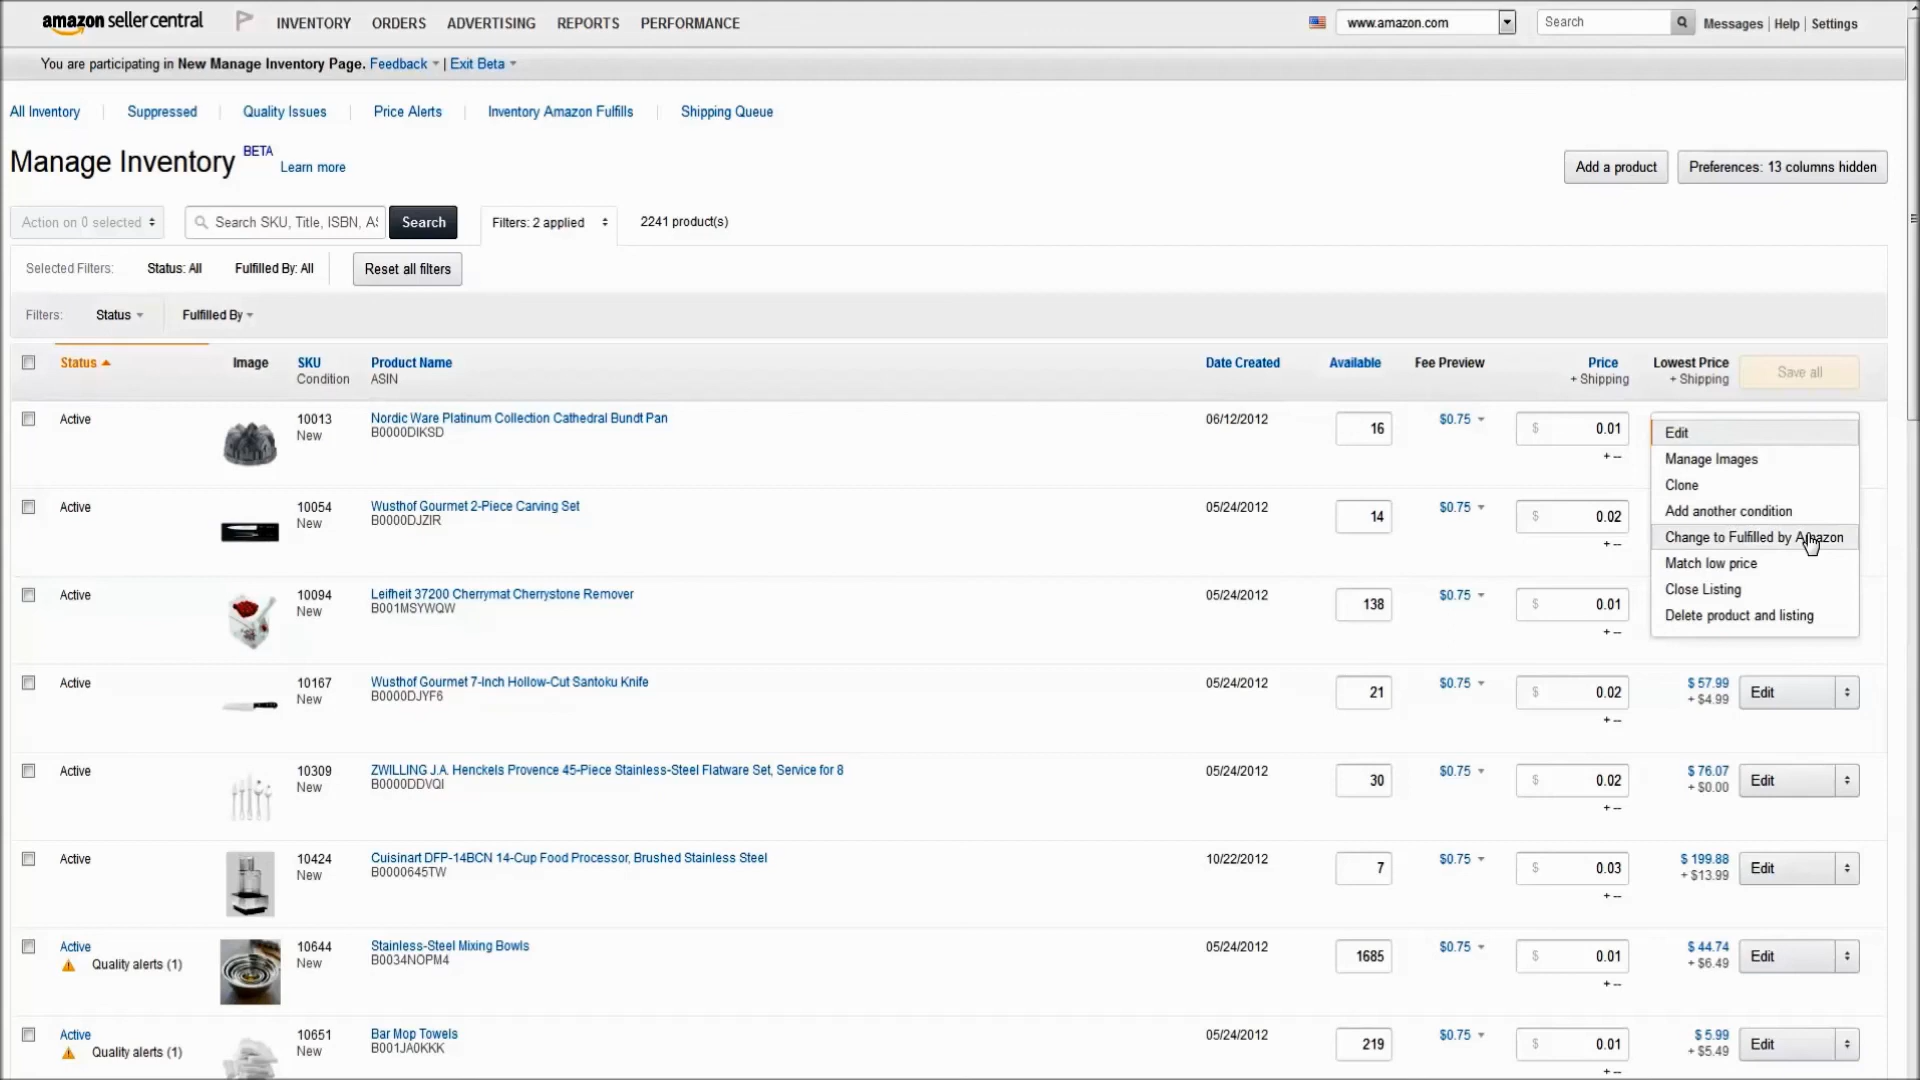 amazon seller central INVENTORY ORDERS ADVERTISING REPORTS PERFORMANCE www.amazon.com Search Messages | Help | Settings
You are participating in New Manage Inventory Page. Feedback | Exit Beta
All Inventory Suppressed Quality Issues Price Alerts Inventory Amazon Fulfills Shipping Queue
Manage Inventory BETA Learn more Add a product Preferences: 13 columns hidden
Action on 0 selected Search SKU, Title, ISBN, AS Search Filters: 2 applied 2241 product(s)
Selected Filters: Status: All Fulfilled By: All Reset all filters
Filters: Status Fulfilled By
Status Image SKU Product Name Date Created Available Fee Preview Price Lowest Price Save all
Condition ASIN + Shipping + Shipping
Active 10013 Nordic Ware Platinum Collection Cathedral Bundt Pan 06/12/2012 16 $0.75 $ 0.01
New B0000DIKSD
+ --
Edit
Manage Images
Clone
Add another condition
Change to Fulfilled by Amazon
Match low price
Close Listing
Delete product and listing
Active 10054 Wusthof Gourmet 2-Piece Carving Set 05/24/2012 14 $0.75 $ 0.02
New B0000DJZIR
+ --
Active 10094 Leifheit 37200 Cherrymat Cherrystone Remover 05/24/2012 138 $0.75 $ 0.01
New B001MSYWQW
+ --
Active 10167 Wusthof Gourmet 7-Inch Hollow-Cut Santoku Knife 05/24/2012 21 $0.75 $ 0.02 $ 57.99 Edit
New B0000DJYF6 + $4.99
+ --
Active 10309 ZWILLING J.A. Henckels Provence 45-Piece Stainless-Steel Flatware Set, Service for 8 05/24/2012 30 $0.75 $ 0.02 $ 76.07 Edit
New B0000DDVQI + $0.00
+ --
Active 10424 Cuisinart DFP-14BCN 14-Cup Food Processor, Brushed Stainless Steel 10/22/2012 7 $0.75 $ 0.03 $ 199.88 Edit
New B0000645TW + $13.99
+ --
Active 10644 Stainless-Steel Mixing Bowls 05/24/2012 1685 $0.75 $ 0.01 $ 44.74 Edit
Quality alerts (1) New B0034NOPM4 + $6.49
+ --
Active 10651 Bar Mop Towels 05/24/2012 219 $0.75 $ 0.01 $ 5.99 Edit
Quality alerts (1) New B001JA0KKK + $5.49
+ --